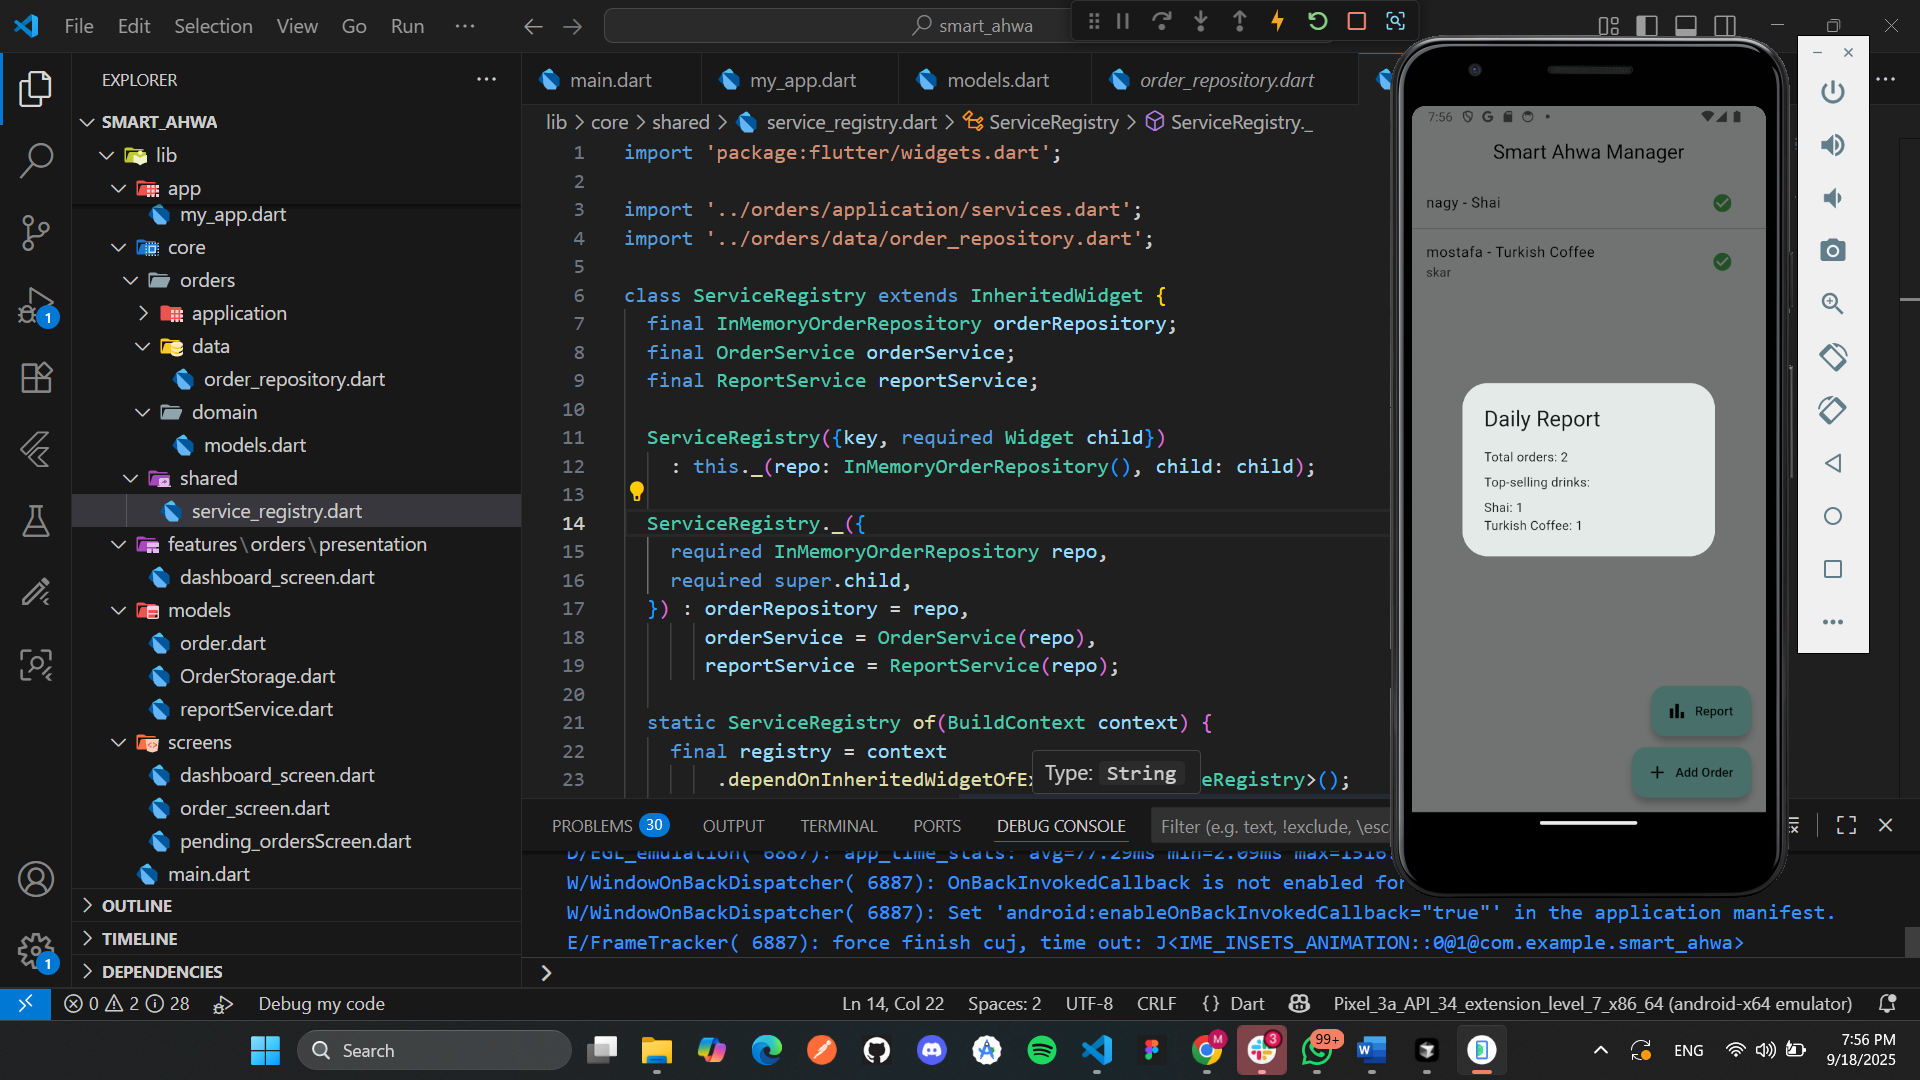 File Edit Selection View Go Run ···
smart_ahwa
EXPLORER
SMART_AHWA
lib
app
my_app.dart
core
orders
application
data
order_repository.dart
domain
models.dart
shared
service_registry.dart
features\orders\presentation
dashboard_screen.dart
models
order.dart
OrderStorage.dart
reportService.dart
screens
dashboard_screen.dart
order_screen.dart
pending_ordersScreen.dart
main.dart
OUTLINE
TIMELINE
DEPENDENCIES
1
1
main.dart my_app.dart models.dart order_repository.dart
lib > core > shared > service_registry.dart > ServiceRegistry > ServiceRegistry._
1 import 'package:flutter/widgets.dart';
2
3 import '../orders/application/services.dart';
4 import '../orders/data/order_repository.dart';
5
6 class ServiceRegistry extends InheritedWidget {
7 final InMemoryOrderRepository orderRepository;
8 final OrderService orderService;
9 final ReportService reportService;
10
11 ServiceRegistry({key, required Widget child})
12 : this._(repo: InMemoryOrderRepository(), child: child);
13
14 ServiceRegistry._({
15 required InMemoryOrderRepository repo,
16 required super.child,
17 }) : orderRepository = repo,
18 orderService = OrderService(repo),
19 reportService = ReportService(repo);
20
21 static ServiceRegistry of(BuildContext context) {
22 final registry = context
23 .dependOnInheritedWidgetOfEx eRegistry>();
Type: String
PROBLEMS 30 OUTPUT TERMINAL PORTS DEBUG CONSOLE Filter (e.g. text, !exclude, \esc
D/EGL_emulation( 6887): app_time_stats: avg=77.29ms min=2.09ms max=1516.
W/WindowOnBackDispatcher( 6887): OnBackInvokedCallback is not enabled for
W/WindowOnBackDispatcher( 6887): Set 'android:enableOnBackInvokedCallback="true"' in the application manifest.
E/FrameTracker( 6887): force finish cuj, time out: J<IME_INSETS_ANIMATION::0@1@com.example.smart_ahwa>
>
7:56
Smart Ahwa Manager
nagy - Shai
mostafa - Turkish Coffee
skar
Daily Report
Total orders: 2
Top-selling drinks:
Shai: 1
Turkish Coffee: 1
Report
+ Add Order
0 2 28 Debug my code Ln 14, Col 22 Spaces: 2 UTF-8 CRLF {} Dart Pixel_3a_API_34_extension_level_7_x86_64 (android-x64 emulator)
Search
M
3
99+
ENG
7:56 PM
9/18/2025